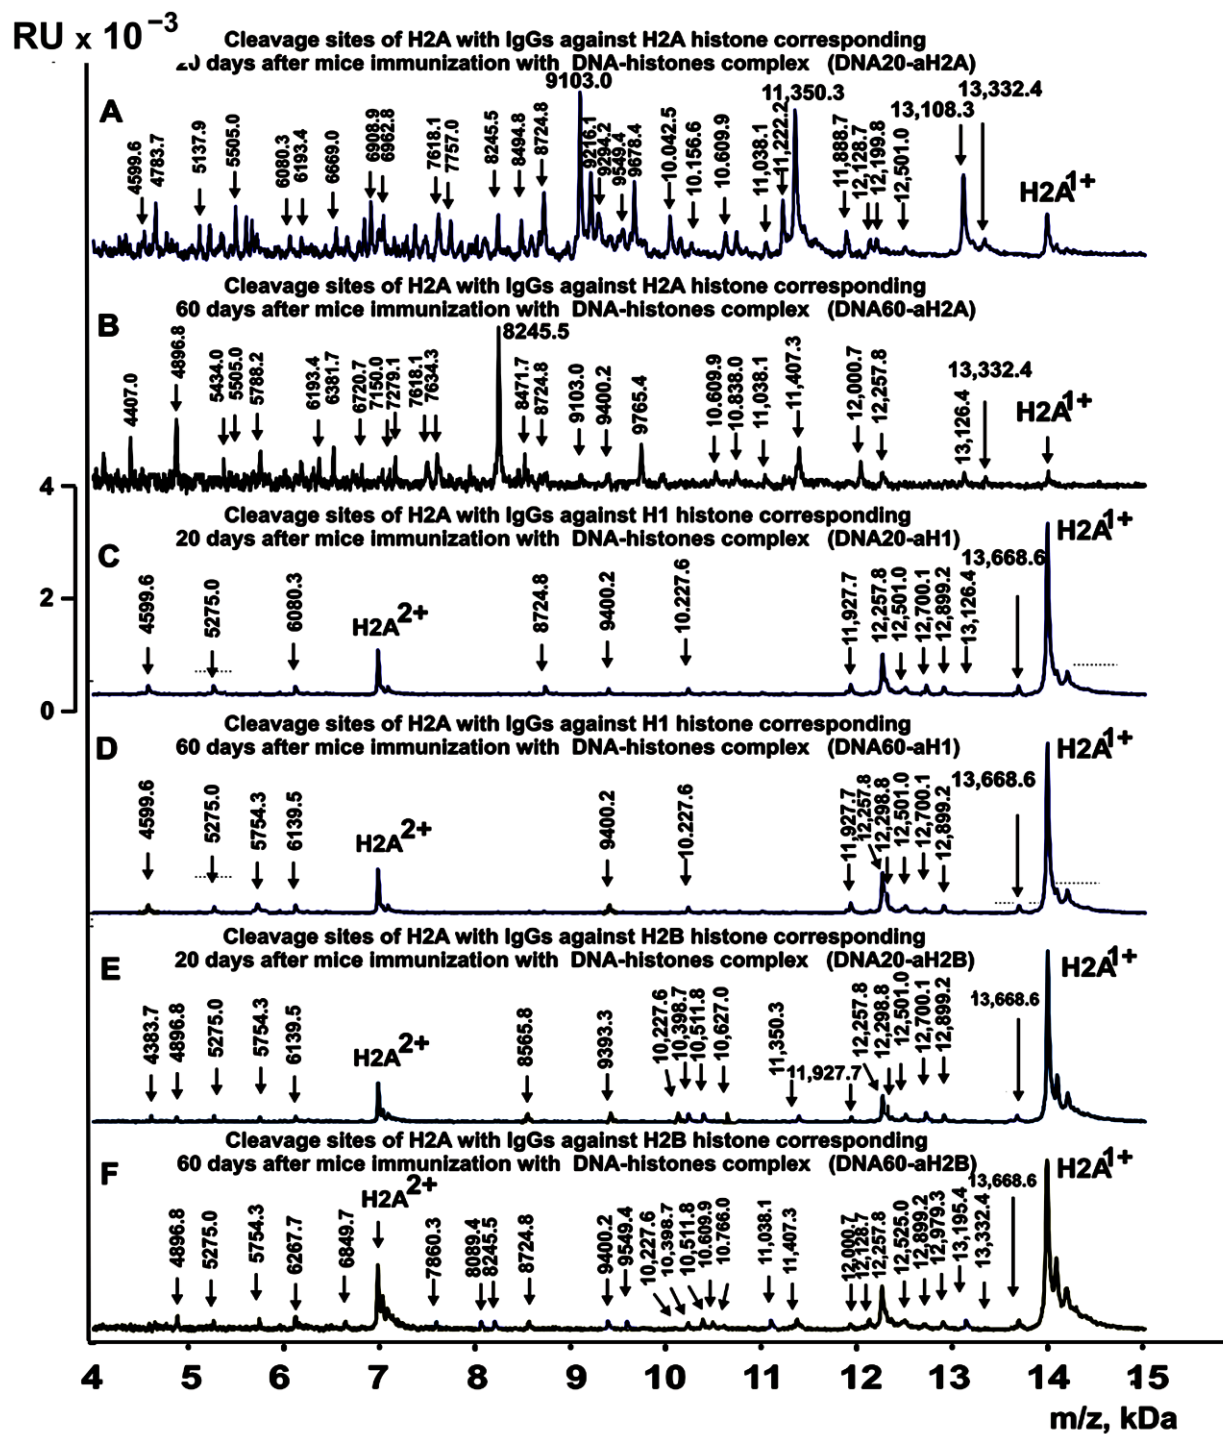 RU x 10⁻³
Cleavage sites of H2A with IgGs against H2A histone corresponding
20 days after mice immunization with DNA-histones complex (DNA20-aH2A)
A
4599.6 4783.7 5137.9 5505.0 6080.3 6193.4 6669.0 6908.9 6962.8 7618.1 7757.0 8245.5 8494.8 8724.8 9103.0 9216.1 9294.2 9549.4 9678.4 10.042.5 10.156.6 10.609.9 11,038.1 11,222.2 11,350.3 11,888.7 12,128.7 12,199.8 12,501.0 13,108.3 13,332.4 H2A¹⁺
Cleavage sites of H2A with IgGs against H2A histone corresponding
60 days after mice immunization with DNA-histones complex (DNA60-aH2A)
B
4407.0 4896.8 5434.0 5505.0 5788.2 6193.4 6381.7 6720.7 7150.0 7279.1 7618.1 7634.3 8245.5 8471.7 8724.8 9103.0 9400.2 9765.4 10.609.9 10.838.0 11,038.1 11,407.3 12,000.7 12,257.8 13,126.4 13,332.4 H2A¹⁺
4
Cleavage sites of H2A with IgGs against H1 histone corresponding
20 days after mice immunization with DNA-histones complex (DNA20-aH1)
C
4599.6 5275.0 6080.3 H2A²⁺ 8724.8 9400.2 10.227.6 11,927.7 12,257.8 12,501.0 12,700.1 12,899.2 13,126.4 13,668.6 H2A¹⁺
2
0
Cleavage sites of H2A with IgGs against H1 histone corresponding
60 days after mice immunization with DNA-histones complex (DNA60-aH1)
D
4599.6 5275.0 5754.3 6139.5 H2A²⁺ 9400.2 10.227.6 11,927.7 12,257.8 12,298.8 12,501.0 12,700.1 12,899.2 13,668.6 H2A¹⁺
Cleavage sites of H2A with IgGs against H2B histone corresponding
20 days after mice immunization with DNA-histones complex (DNA20-aH2B)
E
4383.7 4896.8 5275.0 5754.3 6139.5 H2A²⁺ 8565.8 9393.3 10,227.6 10,398.7 10,511.8 10,627.0 11,350.3 11,927.7 12,257.8 12,298.8 12,501.0 12,700.1 12,899.2 13,668.6 H2A¹⁺
Cleavage sites of H2A with IgGs against H2B histone corresponding
60 days after mice immunization with DNA-histones complex (DNA60-aH2B)
F
4896.8 5275.0 5754.3 6267.7 6849.7 H2A²⁺ 7860.3 8089.4 8245.5 8724.8 9400.2 9549.4 10,227.6 10,398.7 10,511.8 10.609.9 10.766.0 11,038.1 11,407.3 12,000.7 12,128.7 12,257.8 12,525.0 12,899.2 12,979.3 13,195.4 13,332.4 13,668.6 H2A¹⁺
4 5 6 7 8 9 10 11 12 13 14 15
m/z, kDa